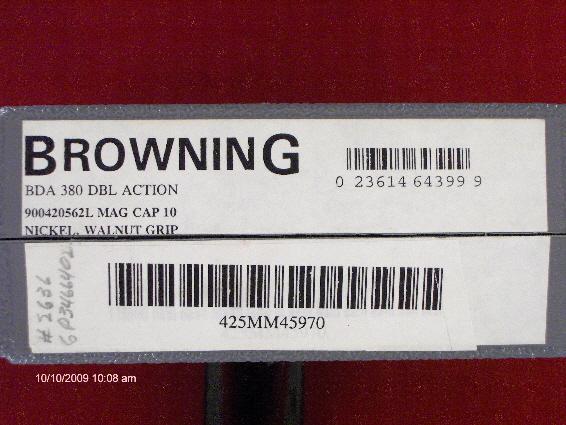 BROWNING
BDA 380 DBL ACTION
900420562L MAG CAP 10
NICKEL, WALNUT GRIP
0 23614 64399 9
425MM45970
#2636
10/10/2009 10:08 am